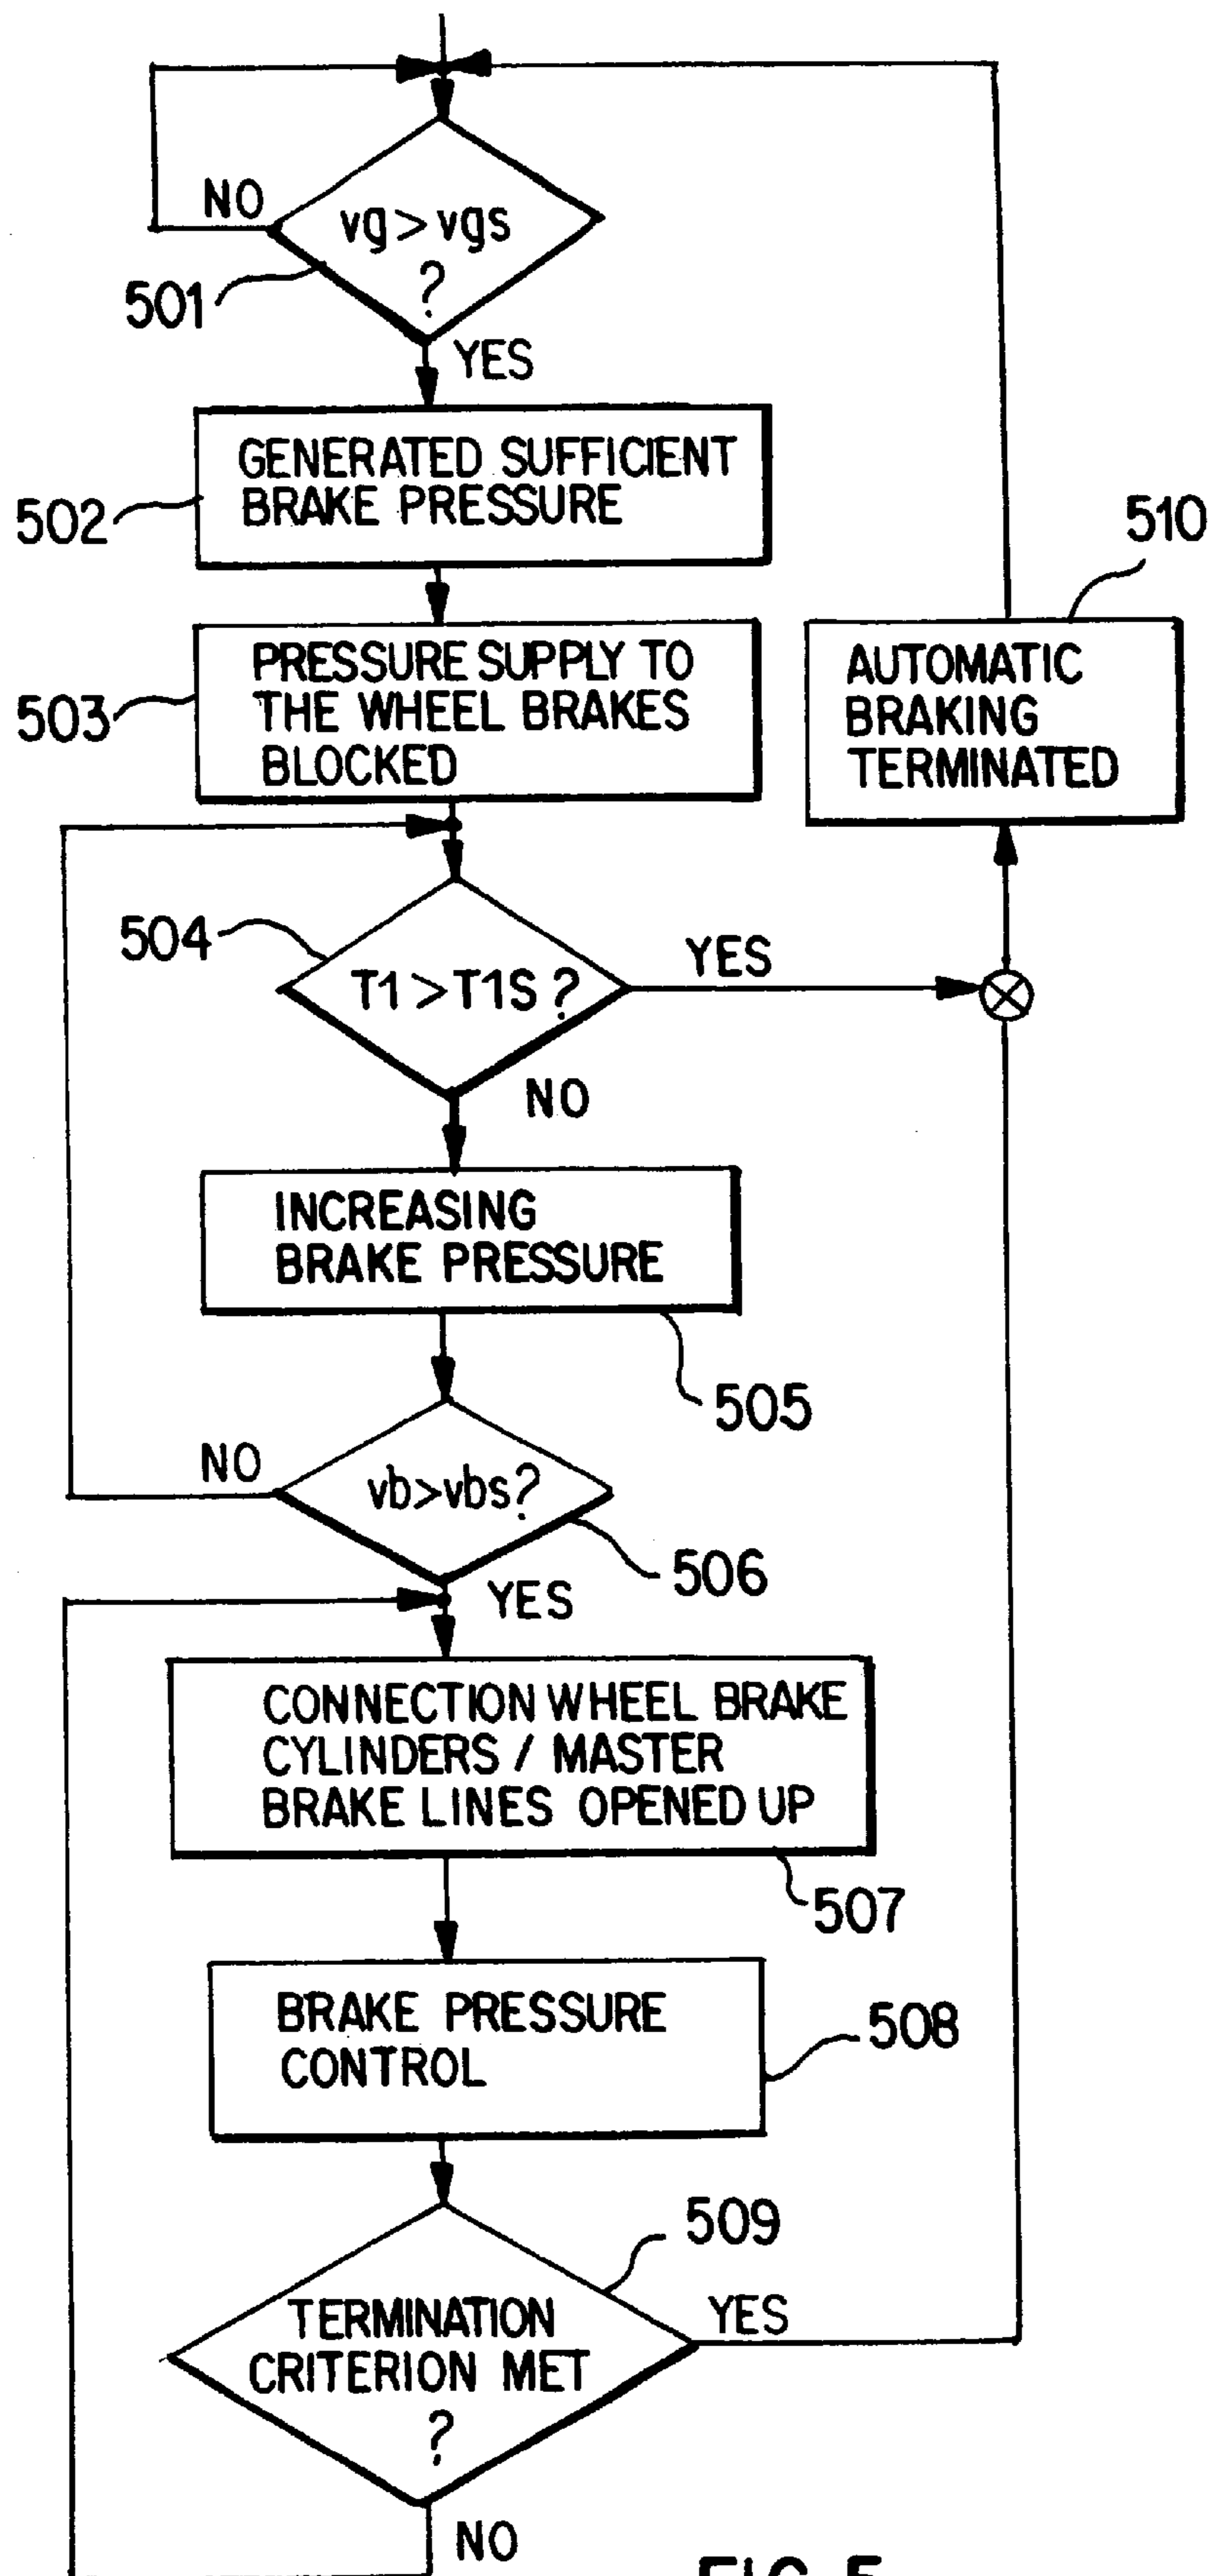 NO
vg>vgs
?
501
YES
GENERATED SUFFICIENT
BRAKE PRESSURE
502
510
PRESSURE SUPPLY TO
THE WHEEL BRAKES
BLOCKED
503
AUTOMATIC
BRAKING
TERMINATED
504
T1>T1S?
YES
NO
INCREASING
BRAKE PRESSURE
505
NO
vb>vbs?
506
YES
CONNECTION WHEEL BRAKE
CYLINDERS / MASTER
BRAKE LINES OPENED UP
507
BRAKE PRESSURE
CONTROL
508
509
TERMINATION
CRITERION MET
?
YES
NO